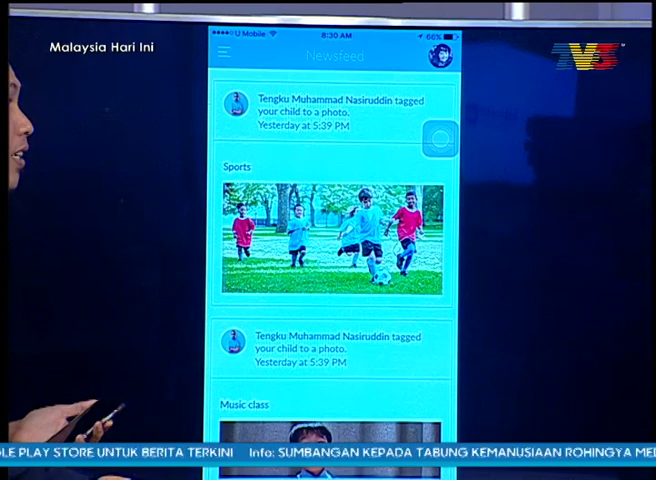 U Mobile 8:30 AM 66%
Malaysia Hari Ini
TV3
Newsfeed
Tengku Muhammad Nasiruddin tagged
your child to a photo.
Yesterday at 5:39 PM
Sports
Tengku Muhammad Nasiruddin tagged
your child to a photo.
Yesterday at 5:39 PM
Music class
LE PLAY STORE UNTUK BERITA TERKINI Info: SUMBANGAN KEPADA TABUNG KEMANUSIAAN ROHINGYA ME